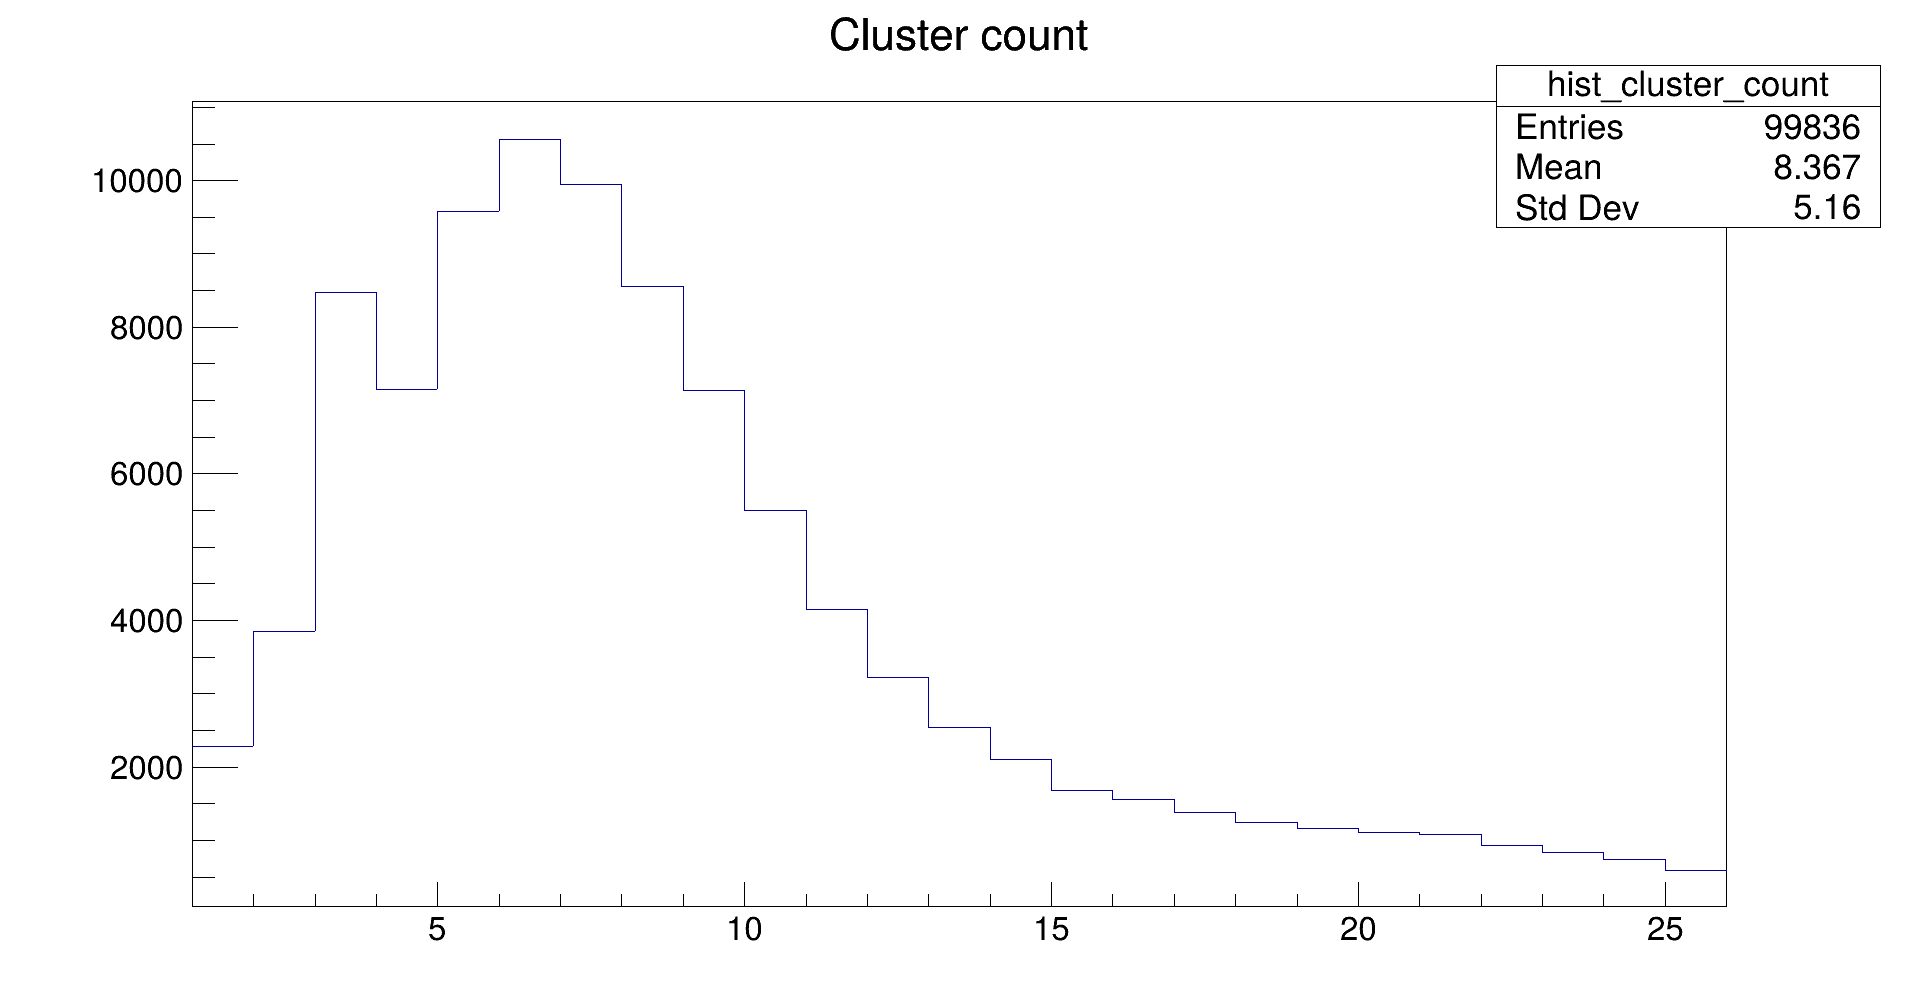 Cluster count
hist_cluster_count
Entries 99836
Mean 8.367
Std Dev 5.16
10000
8000
6000
4000
2000
5 10 15 20 25